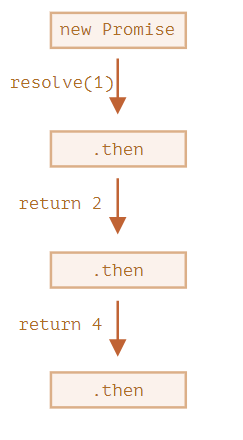 new Promise
resolve(1)
.then
return 2
.then
return 4
.then